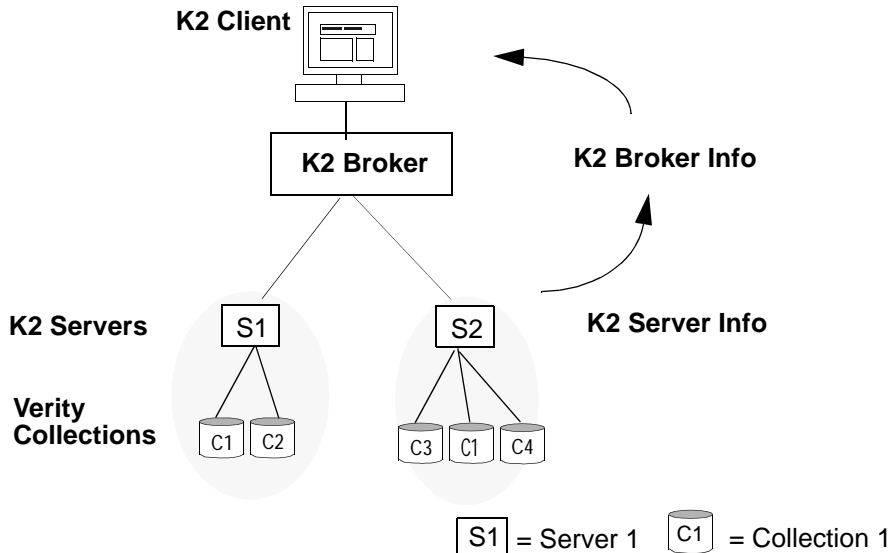 K2 Client
K2 Broker
K2 Broker Info
K2 Servers
S1
S2
K2 Server Info
Verity
Collections
C1
C2
C3
C1
C4
S1 = Server 1
C1 = Collection 1